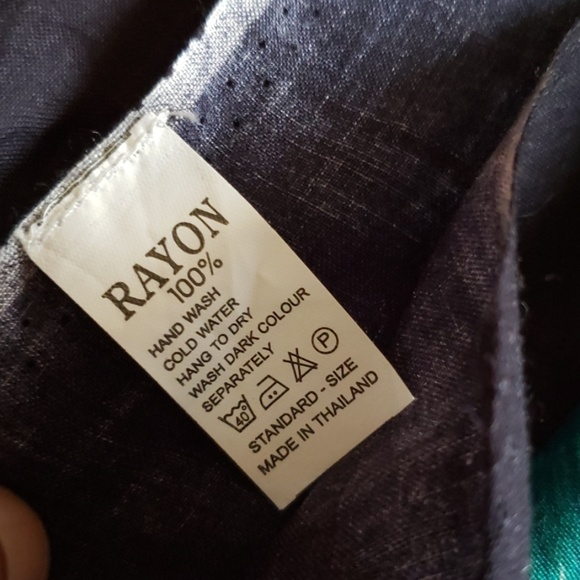 RAYON
100%
HAND WASH
COLD WATER
HANG TO DRY
WASH DARK COLOUR
SEPARATELY
40° P
STANDARD - SIZE
MADE IN THAILAND